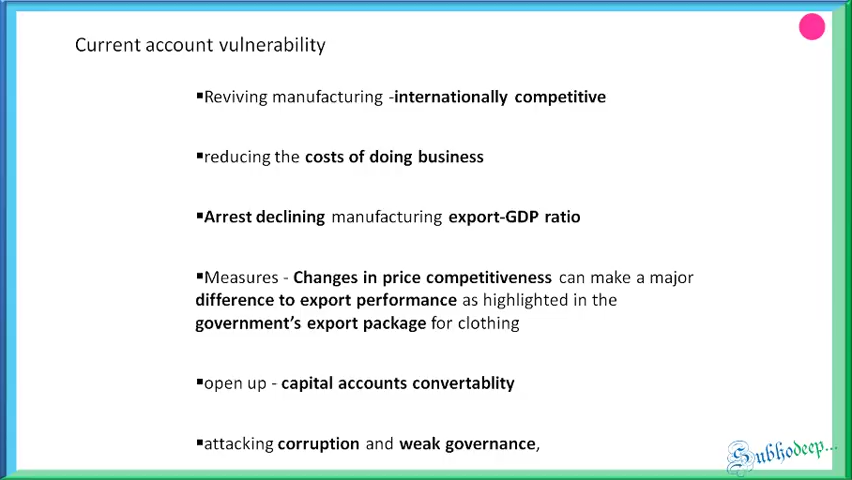 Current account vulnerability
▪Reviving manufacturing -internationally competitive
▪reducing the costs of doing business
▪Arrest declining manufacturing export-GDP ratio
▪Measures - Changes in price competitiveness can make a major
difference to export performance as highlighted in the
government's export package for clothing
▪open up - capital accounts convertablity
▪attacking corruption and weak governance,
Subhodeep...